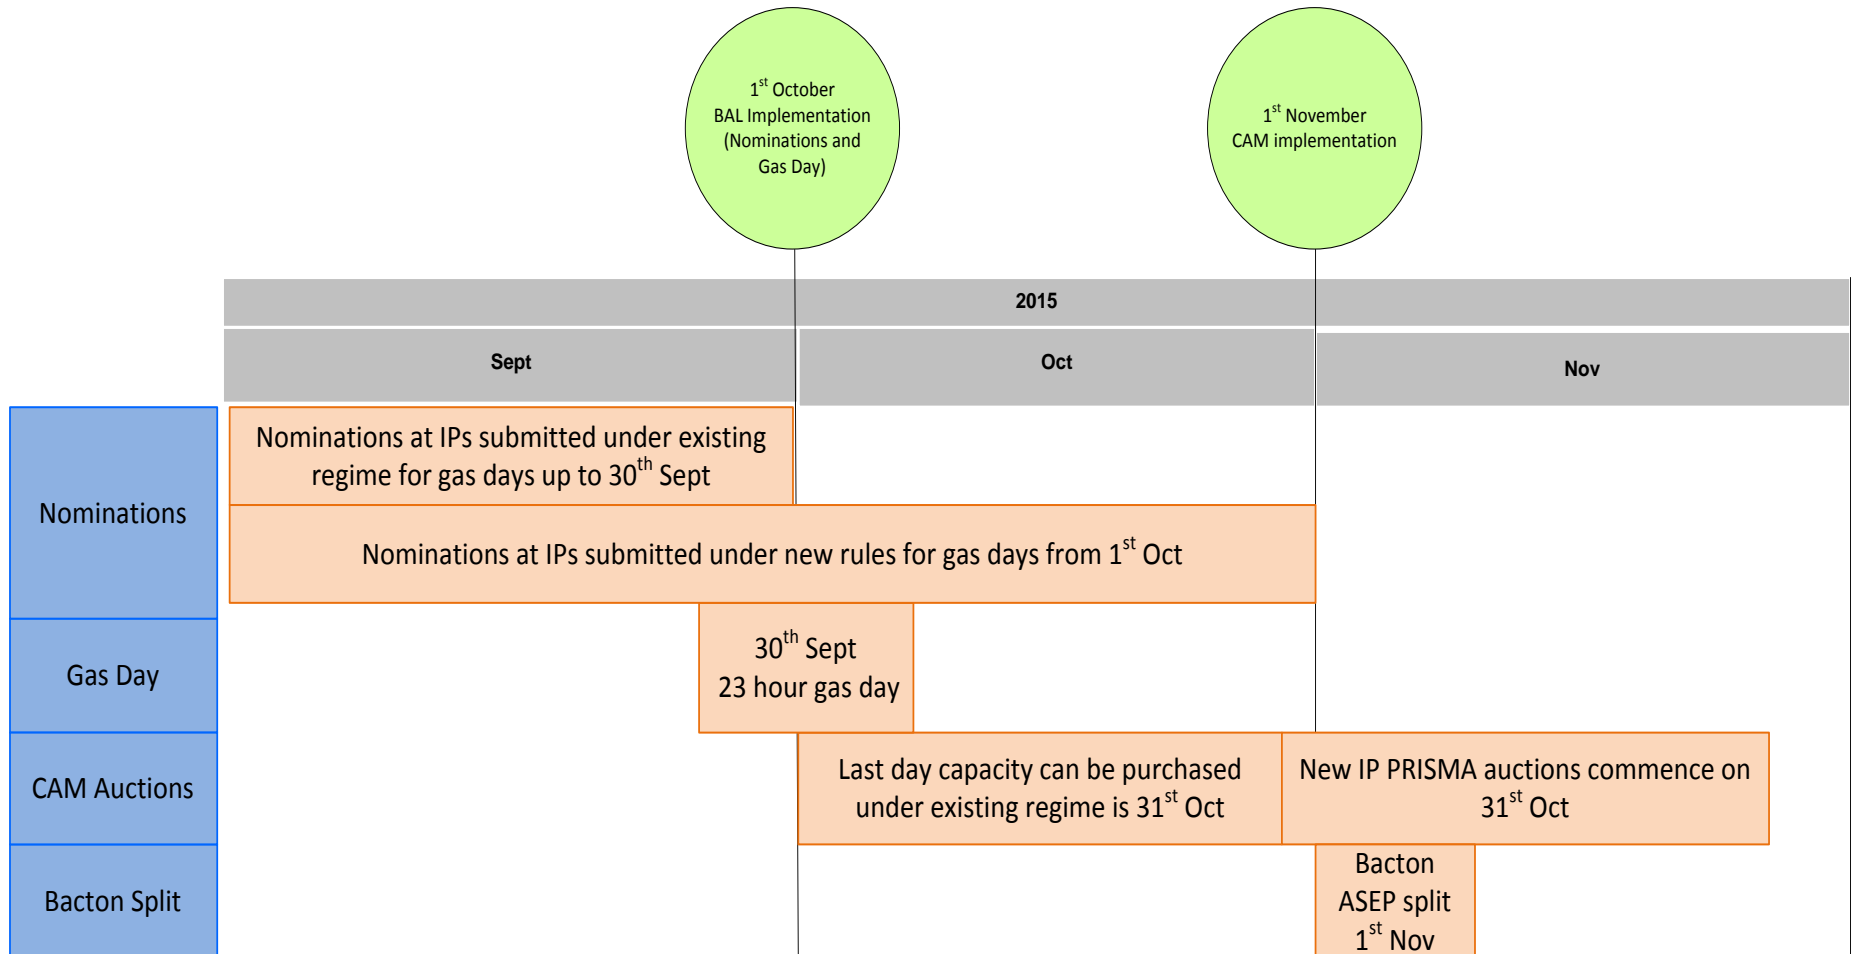 1st October
BAL Implementation
(Nominations and
Gas Day)
1st November
CAM implementation
2015
Sept
Oct
Nov
Nominations
Nominations at IPs submitted under existing
regime for gas days up to 30th Sept
Nominations at IPs submitted under new rules for gas days from 1st Oct
Gas Day
30th Sept
23 hour gas day
CAM Auctions
Last day capacity can be purchased
under existing regime is 31st Oct
New IP PRISMA auctions commence on
31st Oct
Bacton Split
Bacton
ASEP split
1st Nov